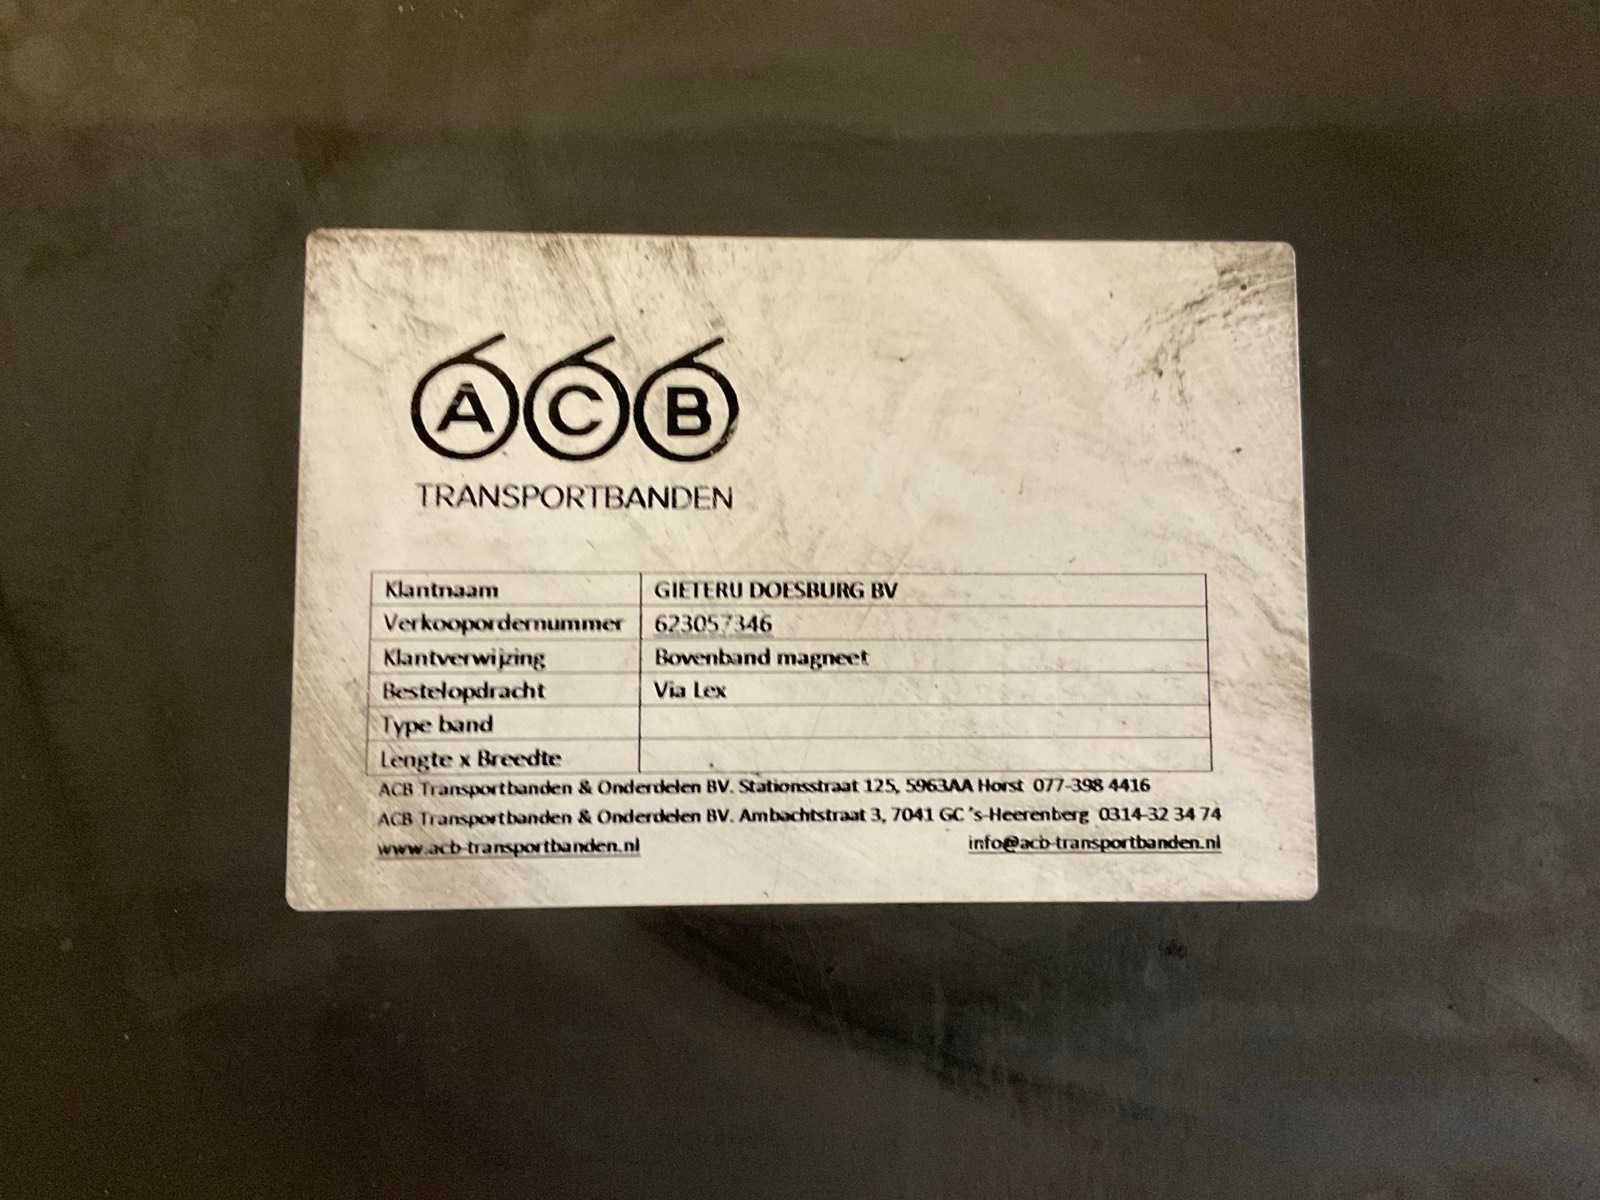 ACB
TRANSPORTBANDEN
Klantnaam GIETERIJ DOESBURG BV
Verkoopordernummer 623057346
Klantverwijzing Bovenband magneet
Bestelopdracht Via Lex
Type band
Lengte x Breedte
ACB Transportbanden & Onderdelen BV. Stationsstraat 125, 5963AA Horst 077-398 4416
ACB Transportbanden & Onderdelen BV. Ambachtstraat 3, 7041 GC 's-Heerenberg 0314-32 34 74
www.acb-transportbanden.nl info@acb-transportbanden.nl